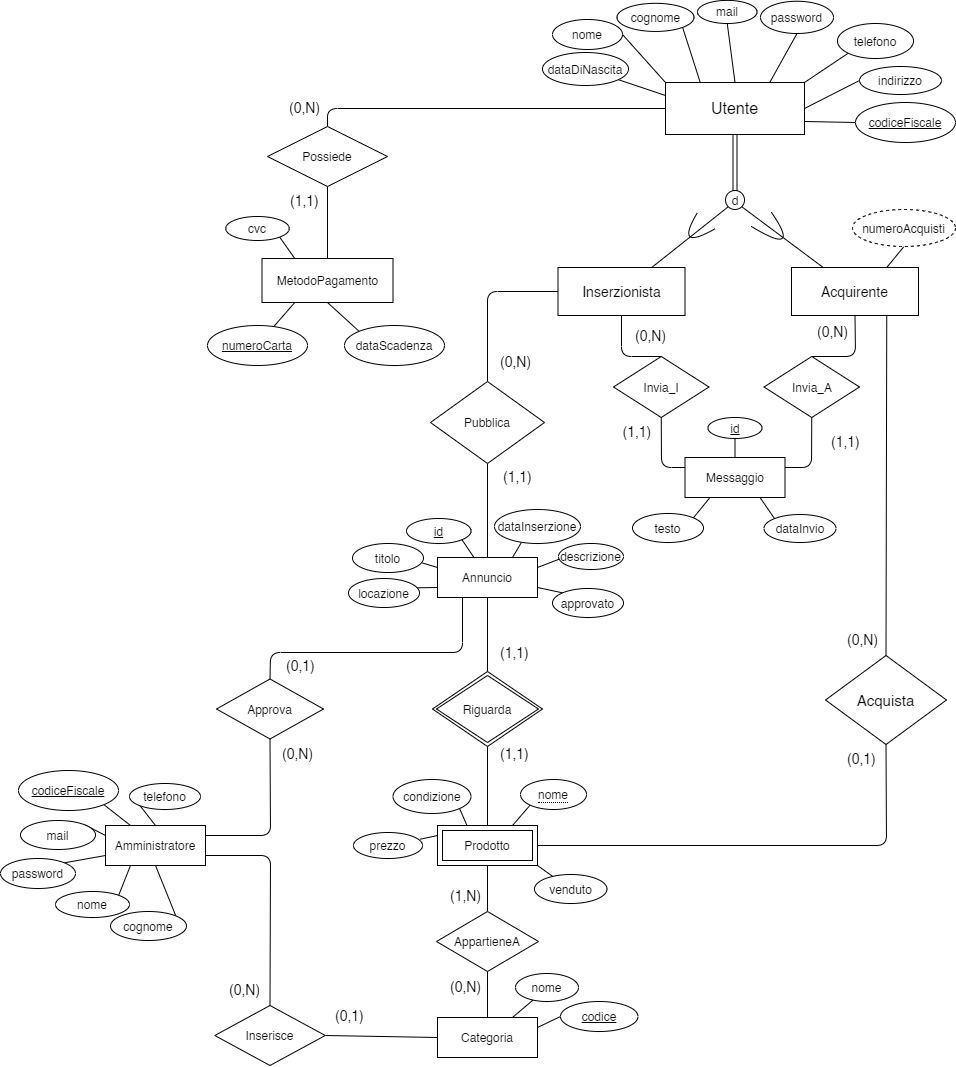 mail
cognome
password
nome
telefono
dataDiNascita
indirizzo
Utente
(0,N)
codiceFiscale
Possiede
(1,1)
d
cvc
numeroAcquisti
MetodoPagamento
Inserzionista
Acquirente
numeroCarta
dataScadenza
(0,N)
(0,N)
(0,N)
Invia_I
Invia_A
Pubblica
id
(1,1)
(1,1)
(1,1)
Messaggio
testo
dataInvio
id
dataInserzione
titolo
descrizione
Annuncio
locazione
approvato
(0,1)
(1,1)
(0,N)
Approva
Riguarda
Acquista
(0,N)
(1,1)
(0,1)
codiceFiscale
telefono
condizione
nome
mail
Amministratore
prezzo
Prodotto
password
venduto
nome
(1,N)
cognome
AppartieneA
(0,N)
(0,N)
nome
(0,1)
codice
Inserisce
Categoria